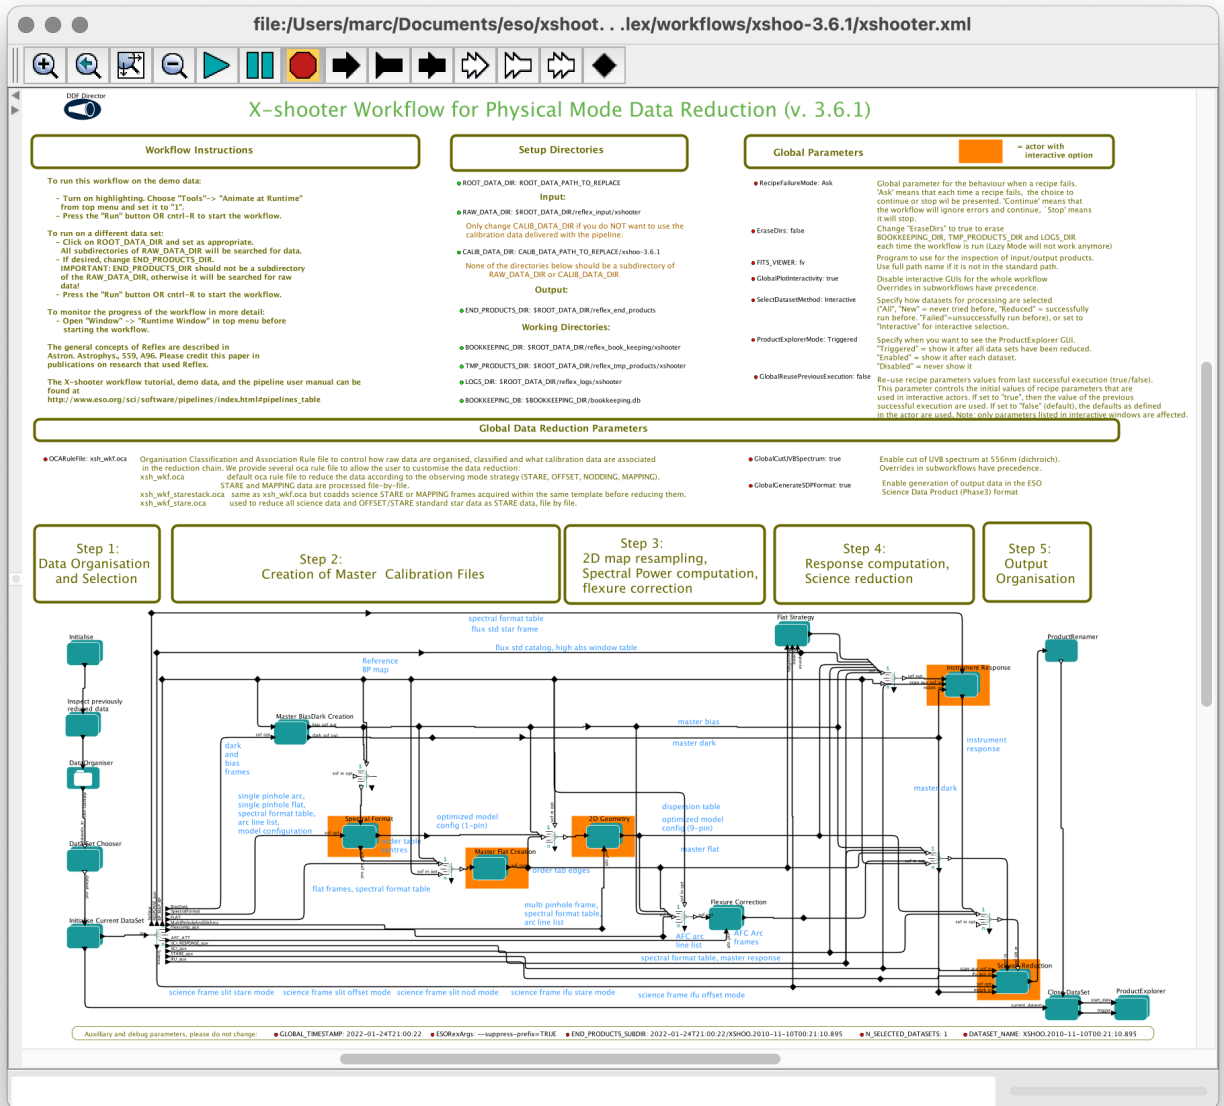 file:/Users/marc/Documents/eso/xshoot. . .lex/workflows/xshoo-3.6.1/xshooter.xml
DDF Director
X-shooter Workflow for Physical Mode Data Reduction (v. 3.6.1)
Workflow Instructions
To run this workflow on the demo data:
- Turn on highlighting. Choose "Tools"-> "Animate at Runtime"
from top menu and set it to "1".
- Press the "Run" button OR cntrl-R to start the workflow.
To run on a different data set:
- Click on ROOT_DATA_DIR and set as appropriate.
All subdirectories of RAW_DATA_DIR will be searched for data.
- If desired, change END_PRODUCTS_DIR.
IMPORTANT: END_PRODUCTS_DIR should not be a subdirectory
of the RAW_DATA_DIR, otherwise it will be searched for raw
data!
- Press the "Run" button OR cntrl-R to start the workflow.
To monitor the progress of the workflow in more detail:
- Open "Window" -> "Runtime Window" in top menu before
starting the workflow.
The general concepts of Reflex are described in
Astron. Astrophys., 559, A96. Please credit this paper in
publications on research that used Reflex.
The X-shooter workflow tutorial, demo data, and the pipeline user manual can be
found at
http://www.eso.org/sci/software/pipelines/index.html#pipelines_table
Setup Directories
ROOT_DATA_DIR: ROOT_DATA_PATH_TO_REPLACE
Input:
RAW_DATA_DIR: $ROOT_DATA_DIR/reflex_input/xshooter
Only change CALIB_DATA_DIR if you do NOT want to use the
calibration data delivered with the pipeline:
CALIB_DATA_DIR: CALIB_DATA_PATH_TO_REPLACE/xshoo-3.6.1
None of the directories below should be a subdirectory of
RAW_DATA_DIR or CALIB_DATA_DIR
Output:
END_PRODUCTS_DIR: $ROOT_DATA_DIR/reflex_end_products
Working Directories:
BOOKKEEPING_DIR: $ROOT_DATA_DIR/reflex_book_keeping/xshooter
TMP_PRODUCTS_DIR: $ROOT_DATA_DIR/reflex_tmp_products/xshooter
LOGS_DIR: $ROOT_DATA_DIR/reflex_logs/xshooter
BOOKKEEPING_DB: $BOOKKEEPING_DIR/bookkeeping.db
Global Parameters
= actor with
interactive option
RecipeFailureMode: Ask
Global parameter for the behaviour when a recipe fails.
'Ask' means that each time a recipe fails,  the choice to
continue or stop wil be presented. 'Continue' means that
the workflow will ignore errors and continue, `Stop' means
it will stop.
EraseDirs: false
Change "EraseDirs" to true to erase
BOOKKEEPING_DIR, TMP_PRODUCTS and LOGS_DIR
each time the workflow is run (Lazy Mode will not work anymore)
FITS_VIEWER: fv
Program to use for the inspection of input/output products.
Use full path name if it is not in the standard path.
GlobalPlotInteractivity: true
Disable interactive GUIs for the whole workflow
Overrides in subworkflows have precedence.
SelectDatasetMethod: Interactive
Specify how datasets for processing are selected
("All", "New" = never tried before, "Reduced" = successfully
run before. "Failed"=unsuccessfully run before), or set to
"Interactive" for interactive selection.
ProductExplorerMode: Triggered
Specify when you want to see the ProductExplorer GUI.
"Triggered" = show it after all data sets have been reduced.
"Enabled" = show it after each dataset.
"Disabled" = never show it
GlobalReusePreviousExecution: false
Re-use recipe parameters values from last successful execution (true/false).
This parameter controls the initial values of recipe parameters that are
used in interactive actors. If set to "true", then the value of the previous
successful execution are used. If set to "false" (default), the defaults as defined
in the actor are used. Note: only parameters listed in interactive windows are affected.
Global Data Reduction Parameters
OCARuleFile: xsh_wkf.oca
Organisation Classification and Association Rule file to control how raw data are organised, classified and what calibration data are associated
in the reduction chain. We provide several oca rule file to allow the user to customise the data reduction:
xsh_wkf.oca default oca rule file to reduce the data according to the observing mode strategy (STARE, OFFSET, NODDING, MAPPING).
STARE and MAPPING data are processed file-by-file.
xsh_wkf_starestack.oca same as xsh_wkf.oca but coadds science STARE or MAPPING frames acquired within the same template before reducing them.
xsh_wkf_stare.oca used to reduce all science data and OFFSET/STARE standard star data as STARE data, file by file.
GlobalCutUVBSpectrum: true
Enable cut of UVB spectrum at 556nm (dichroich).
Overrides in subworkflows have precedence.
GlobalGenerateSDPFormat: true
Enable generation of output data in the ESO
Science Data Product (Phase3) format
Step 1:
Data Organisation
and Selection
Step 2:
Creation of Master  Calibration Files
Step 3:
2D map resampling,
Spectral Power computation,
flexure correction
Step 4:
Response computation,
Science reduction
Step 5:
Output
Organisation
spectral format table
flux std star frame
Flat Strategy
flux std catalog, high abs window table
Initialise
ProductRenamer
Reference
BP map
Instrument Response
Inspect previously
reduced data
Master BiasDark Creation
master bias
master dark
dark
and
bias
frames
instrument
response
DataOrganiser
master dark
single pinhole arc,
single pinhole flat,
spectral format table,
arc line list,
model configuration
Spectral Format
order table
centres
optimized model
config (1-pin)
2D Geometry
dispersion table
optimized model
config (9-pin)
DataSet Chooser
Master Flat Creation
master flat
order tab edges
flat frames, spectral format table
multi pinhole frame,
spectral format table,
arc line list
Flexure Correction
Initialise Current DataSet
AFC arc
line list
AFC Arc
frames
spectral format table, master response
Science Reduction
science frame slit stare mode
science frame slit offset mode
science frame slit nod mode
science frame ifu stare mode
science frame ifu offset mode
Close DataSet
ProductExplorer
Auxilliary and debug parameters, please do not change:
GLOBAL_TIMESTAMP: 2022-01-24T21:00:22
ESORexArgs: --suppress-prefix=TRUE
END_PRODUCTS_SUBDIR: 2022-01-24T21:00:22/XSHOO.2010-11-10T00:21:10.895
N_SELECTED_DATASETS: 1
DATASET_NAME: XSHOO.2010-11-10T00:21:10.895